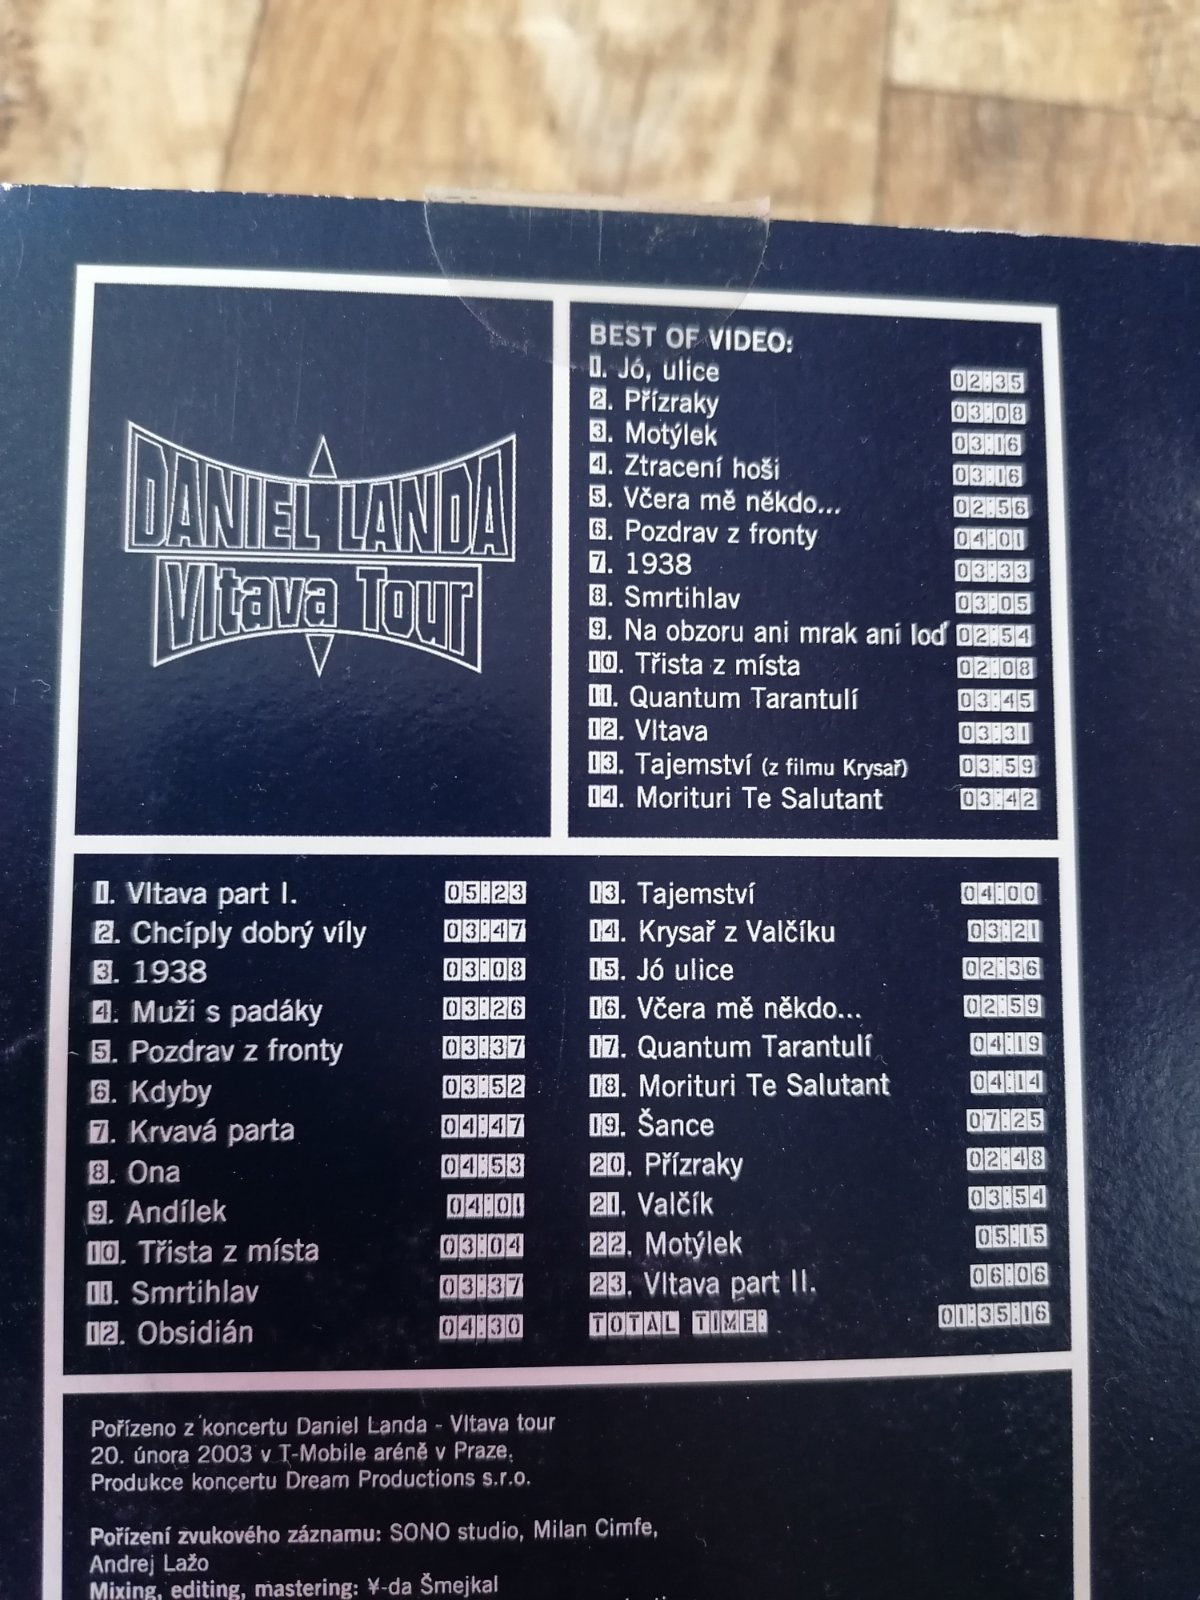 DANIEL LANDA
Vltava Tour
BEST OF VIDEO:
1. Jó, ulice 02:35
2. Přízraky 03:08
3. Motýlek 03:16
4. Ztracení hoši 03:16
5. Včera mě někdo... 02:56
6. Pozdrav z fronty 04:01
7. 1938 03:33
8. Smrtihlav 03:05
9. Na obzoru ani mrak ani loď 02:54
10. Třista z místa 02:08
11. Quantum Tarantulí 03:45
12. Vltava 03:31
13. Tajemství (z filmu Krysař) 03:59
14. Morituri Te Salutant 03:42
1. Vltava part I. 05:23
2. Chcíply dobrý víly 03:47
3. 1938 03:08
4. Muži s padáky 03:26
5. Pozdrav z fronty 03:37
6. Kdyby 03:52
7. Krvavá parta 04:47
8. Ona 04:53
9. Andílek 04:01
10. Třista z místa 03:04
11. Smrtihlav 03:37
12. Obsidián 04:30
13. Tajemství 04:00
14. Krysař z Valčíku 03:21
15. Jó ulice 02:36
16. Včera mě někdo... 02:59
17. Quantum Tarantulí 04:19
18. Morituri Te Salutant 04:14
19. Šance 07:25
20. Přízraky 02:48
21. Valčík 03:54
22. Motýlek 05:15
23. Vltava part II. 06:06
TOTAL TIME: 01:35:16
Pořízeno z koncertu Daniel Landa - Vltava tour
20. února 2003 v T-Mobile aréně v Praze.
Produkce koncertu Dream Productions s.r.o.
Pořízení zvukového záznamu: SONO studio, Milan Cimfe,
Andrej Lažo
Mixing, editing, mastering: ¥-da Šmejkal